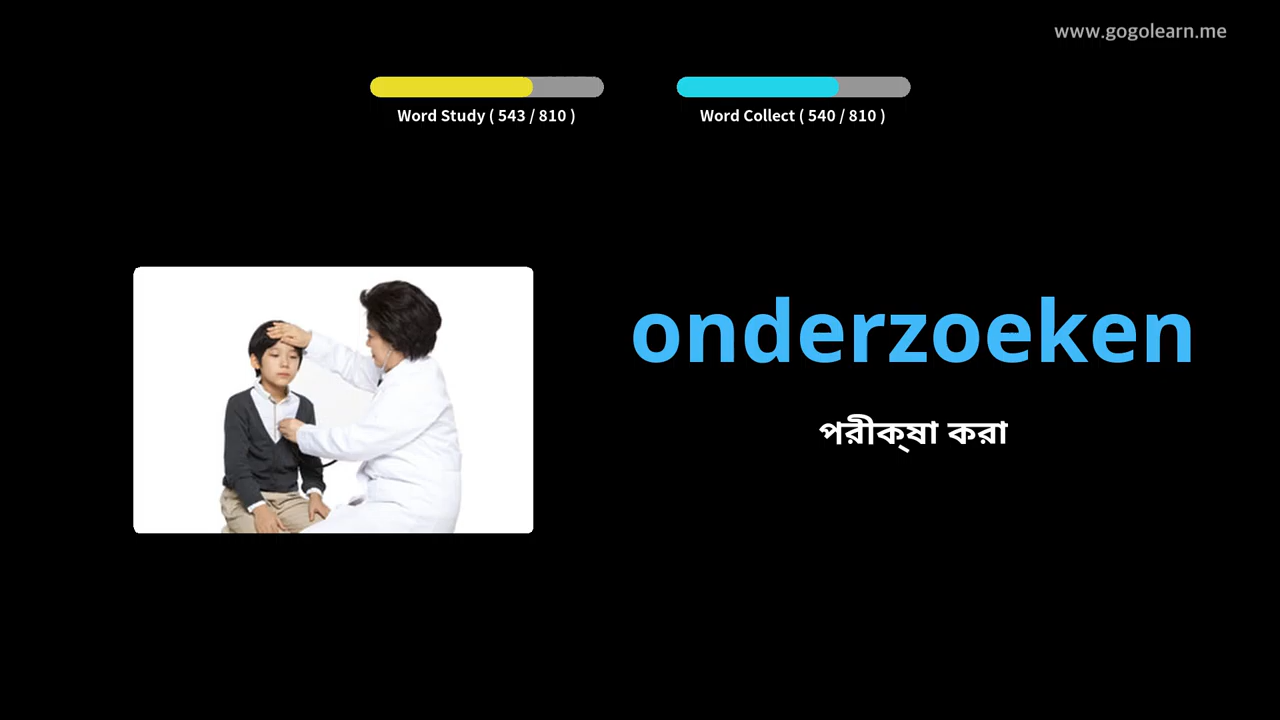 www.gogolearn.me
Word Study ( 543 / 810 )
Word Collect ( 540 / 810 )
onderzoeken
পরীক্‌ষা করা